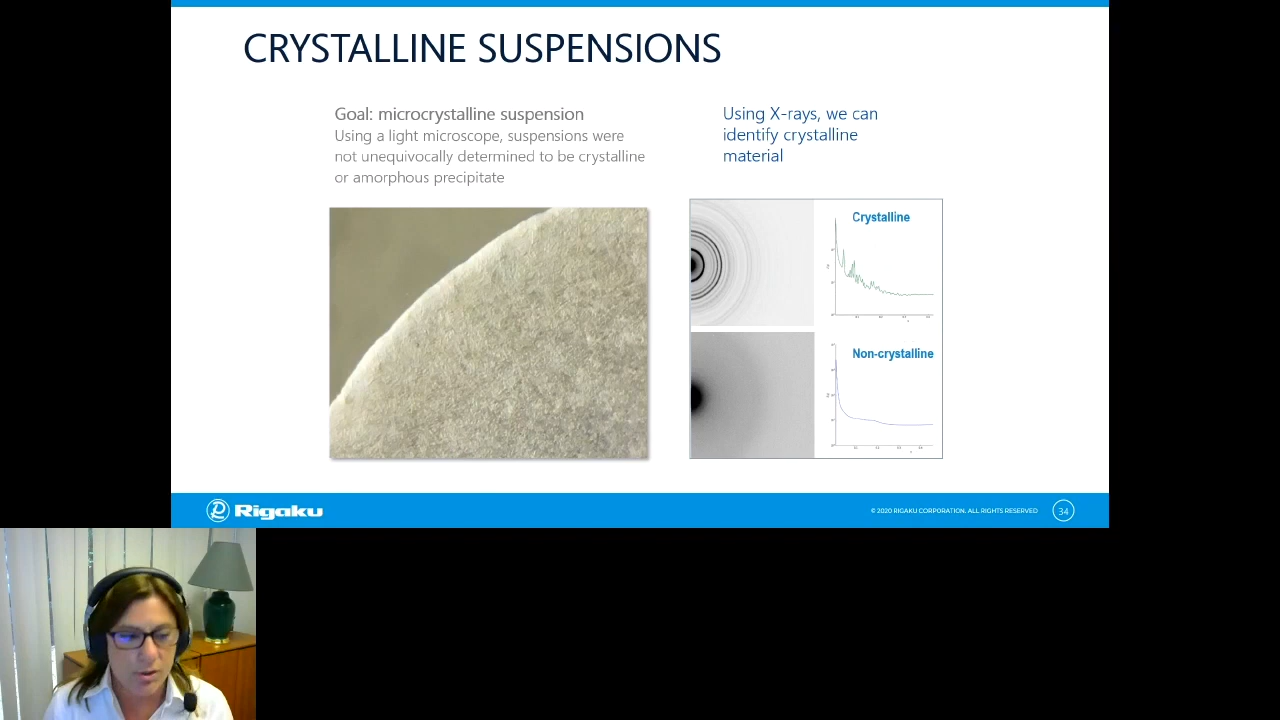 CRYSTALLINE SUSPENSIONS
Goal: microcrystalline suspension
Using a light microscope, suspensions were
not unequivocally determined to be crystalline
or amorphous precipitate
Using X-rays, we can
identify crystalline
material
Crystalline
Non-crystalline
Rigaku
© 2020 RIGAKU CORPORATION. ALL RIGHTS RESERVED
34